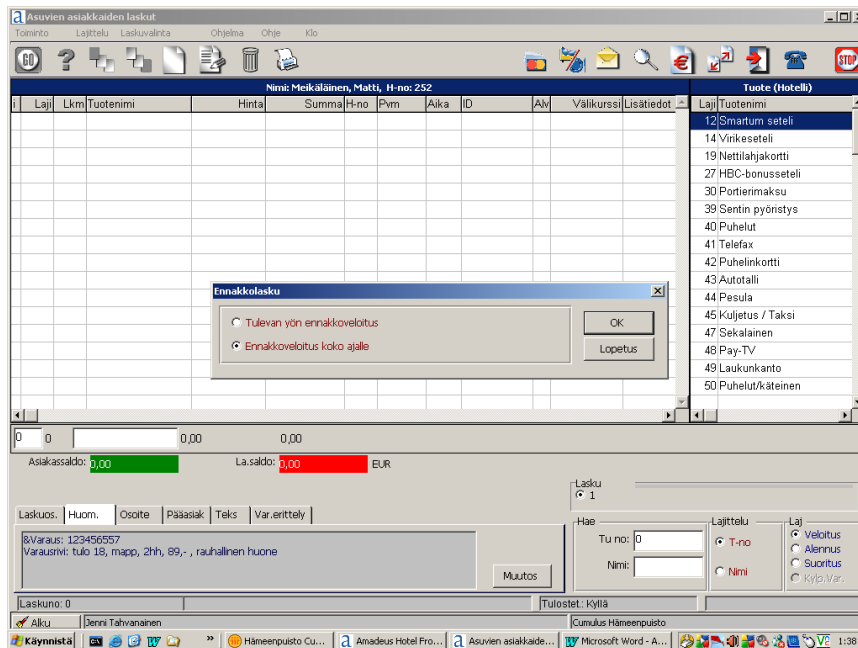 Asuvien asiakkaiden laskut
Toiminto Lajittelu Laskuvalinta Ohjelma Ohje Klo
GO STOP
Nimi: Meikäläinen, Matti, H-no: 252 Tuote (Hotelli)
i Laji Lkm Tuotenimi Hinta Summa H-no Pvm Aika ID Alv Välikurssi Lisätiedot Laji Tuotenimi
12 Smartum seteli
14 Virikeseteli
19 Nettilahjakortti
27 HBC-bonusseteli
30 Portierimaksu
39 Sentin pyöristys
40 Puhelut
41 Telefax
42 Puhelinkortti
43 Autotalli
44 Pesula
45 Kuljetus / Taksi
47 Sekalainen
48 Pay-TV
49 Laukunkanto
50 Puhelut/käteinen
Ennakkolasku
Tulevan yön ennakkoveloitus OK
Ennakkoveloitus koko ajalle Lopetus
0 0 0,00 0,00
Asiakassaldo: 0,00 La.saldo: 0,00 EUR
Lasku
1
Laskuos. Huom. Osoite Pääasiak Teks Var.erittely
&Varaus: 123456557
Varausrivi: tulo 18, mapp, 2hh, 89,- , rauhallinen huone
Muutos
Hae Lajittelu Laj
Tu no: 0 T-no Veloitus
Alennus
Nimi: Nimi Suoritus
Kylp.Var.
Laskuno: 0 Tulostet.: Kyllä
Alku Jenni Tahvanainen Cumulus Hämeenpuisto
Käynnistä » Hämeenpuisto Cu... Amadeus Hotel Fro... Asuvien asiakkaide... Microsoft Word - A... 1:38